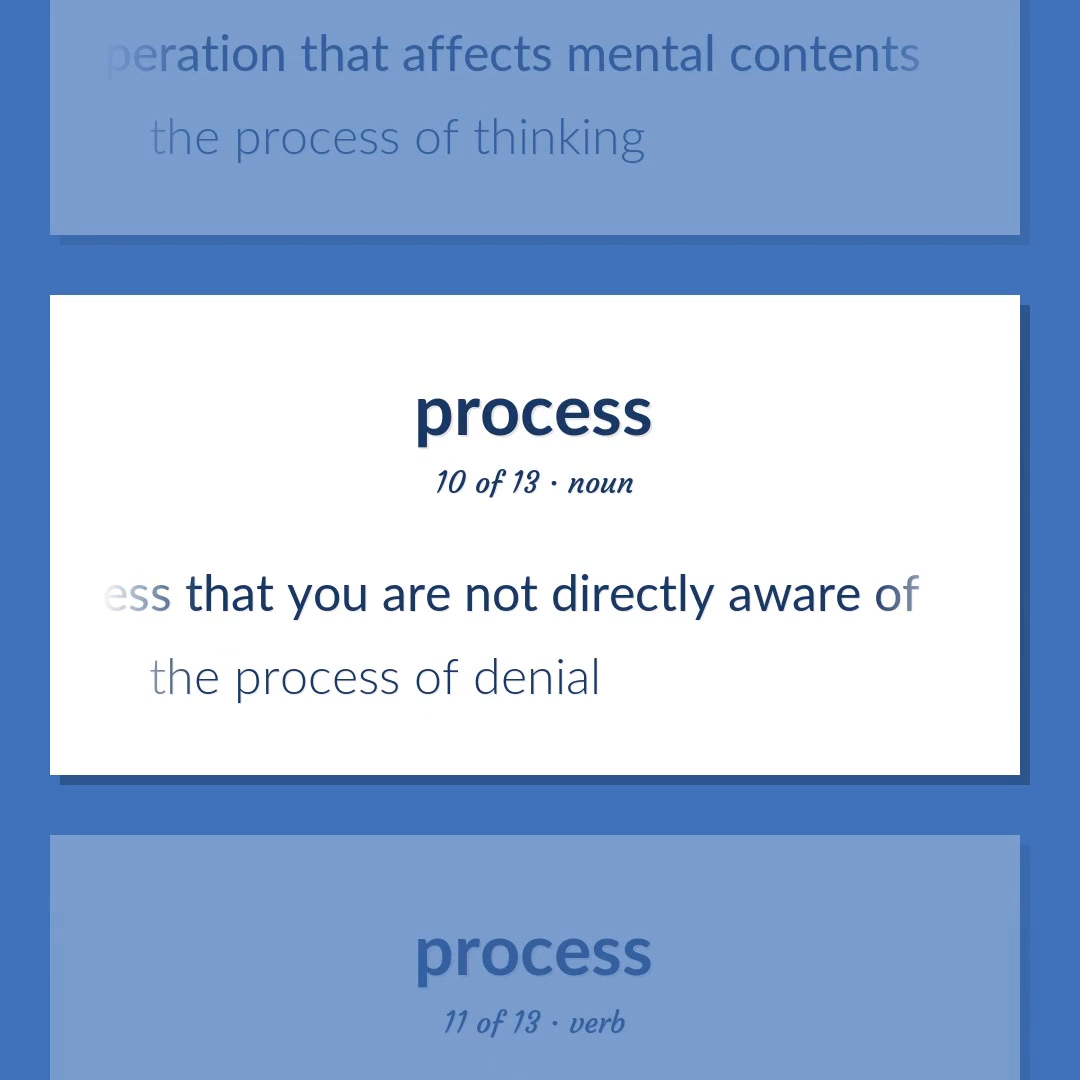 peration that affects mental contents
the process of thinking
process
10 of 13 · noun
ess that you are not directly aware of
the process of denial
process
11 of 13 · verb